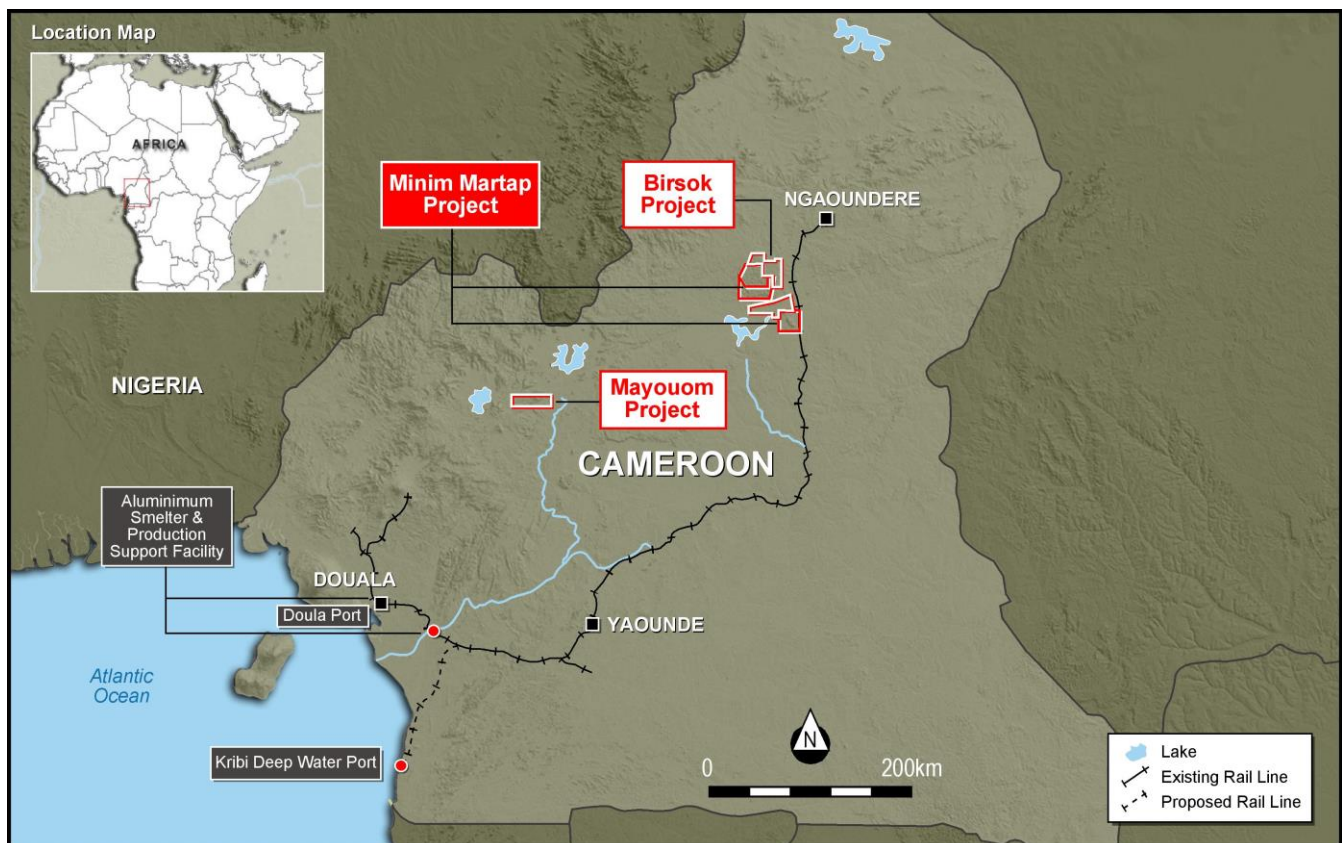 Location Map
AFRICA
Minim Martap
Project
Birsok
Project
NGAOUNDERE
NIGERIA
Mayouom
Project
CAMEROON
Aluminimum
Smelter &
Production
Support Facility
DOUALA
Doula Port
YAOUNDE
Atlantic
Ocean
Kribi Deep Water Port
N
0 200km
Lake
Existing Rail Line
Proposed Rail Line